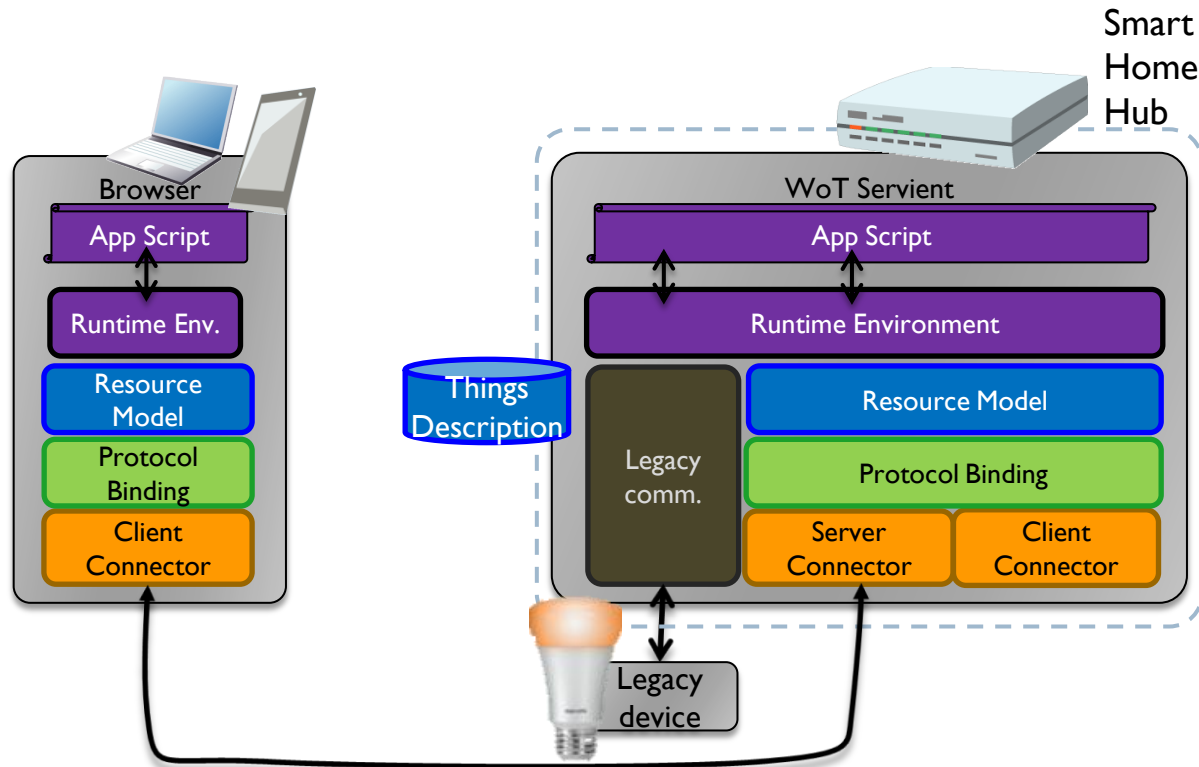 Smart
Home
Hub
Browser
App Script
Runtime Env.
Resource
Model
Protocol
Binding
Client
Connector
Things
Description
WoT Servient
App Script
Runtime Environment
Legacy
comm.
Resource Model
Protocol Binding
Server
Connector
Client
Connector
Legacy
device